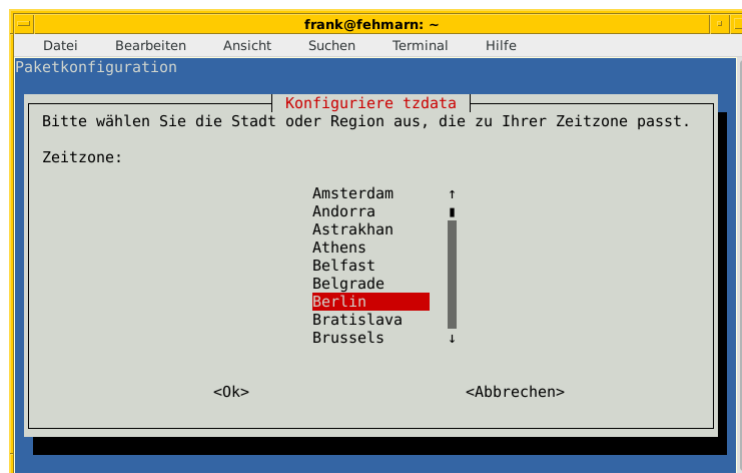 frank@fehmarn: ~
Datei Bearbeiten Ansicht Suchen Terminal Hilfe
Paketkonfiguration
Konfiguriere tzdata
Bitte wählen Sie die Stadt oder Region aus, die zu Ihrer Zeitzone passt.
Zeitzone:
Amsterdam ↑
Andorra
Astrakhan
Athens
Belfast
Belgrade
Berlin
Bratislava
Brussels ↓
<Ok> <Abbrechen>